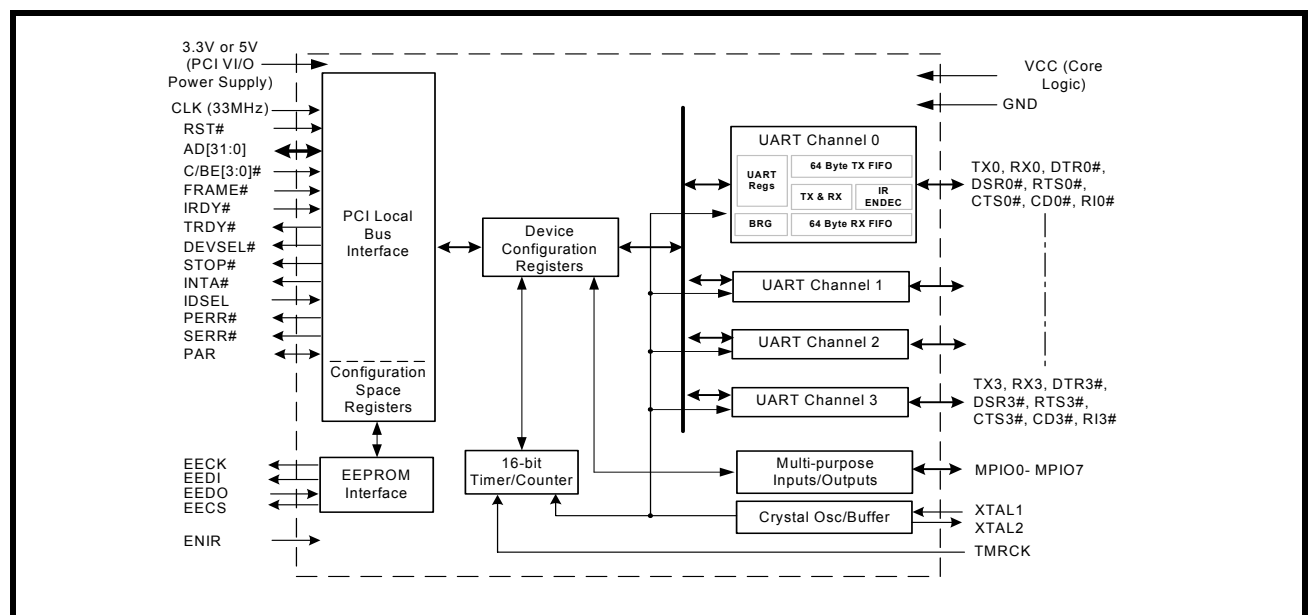 3.3V or 5V
(PCI VI/O
Power Supply)
CLK (33MHz)
RST#
AD[31:0]
C/BE[3:0]#
FRAME#
IRDY#
TRDY#
DEVSEL#
STOP#
INTA#
IDSEL
PERR#
SERR#
PAR
EECK
EEDI
EEDO
EECS
ENIR
PCI Local
Bus
Interface
Configuration
Space
Registers
EEPROM
Interface
Device
Configuration
Registers
16-bit
Timer/Counter
UART Channel 0
UART
Regs
64 Byte TX FIFO
TX & RX
IR
ENDEC
BRG
64 Byte RX FIFO
UART Channel 1
UART Channel 2
UART Channel 3
Multi-purpose
Inputs/Outputs
Crystal Osc/Buffer
VCC (Core
Logic)
GND
TX0, RX0, DTR0#,
DSR0#, RTS0#,
CTS0#, CD0#, RI0#
TX3, RX3, DTR3#,
DSR3#, RTS3#,
CTS3#, CD3#, RI3#
MPIO0- MPIO7
XTAL1
XTAL2
TMRCK